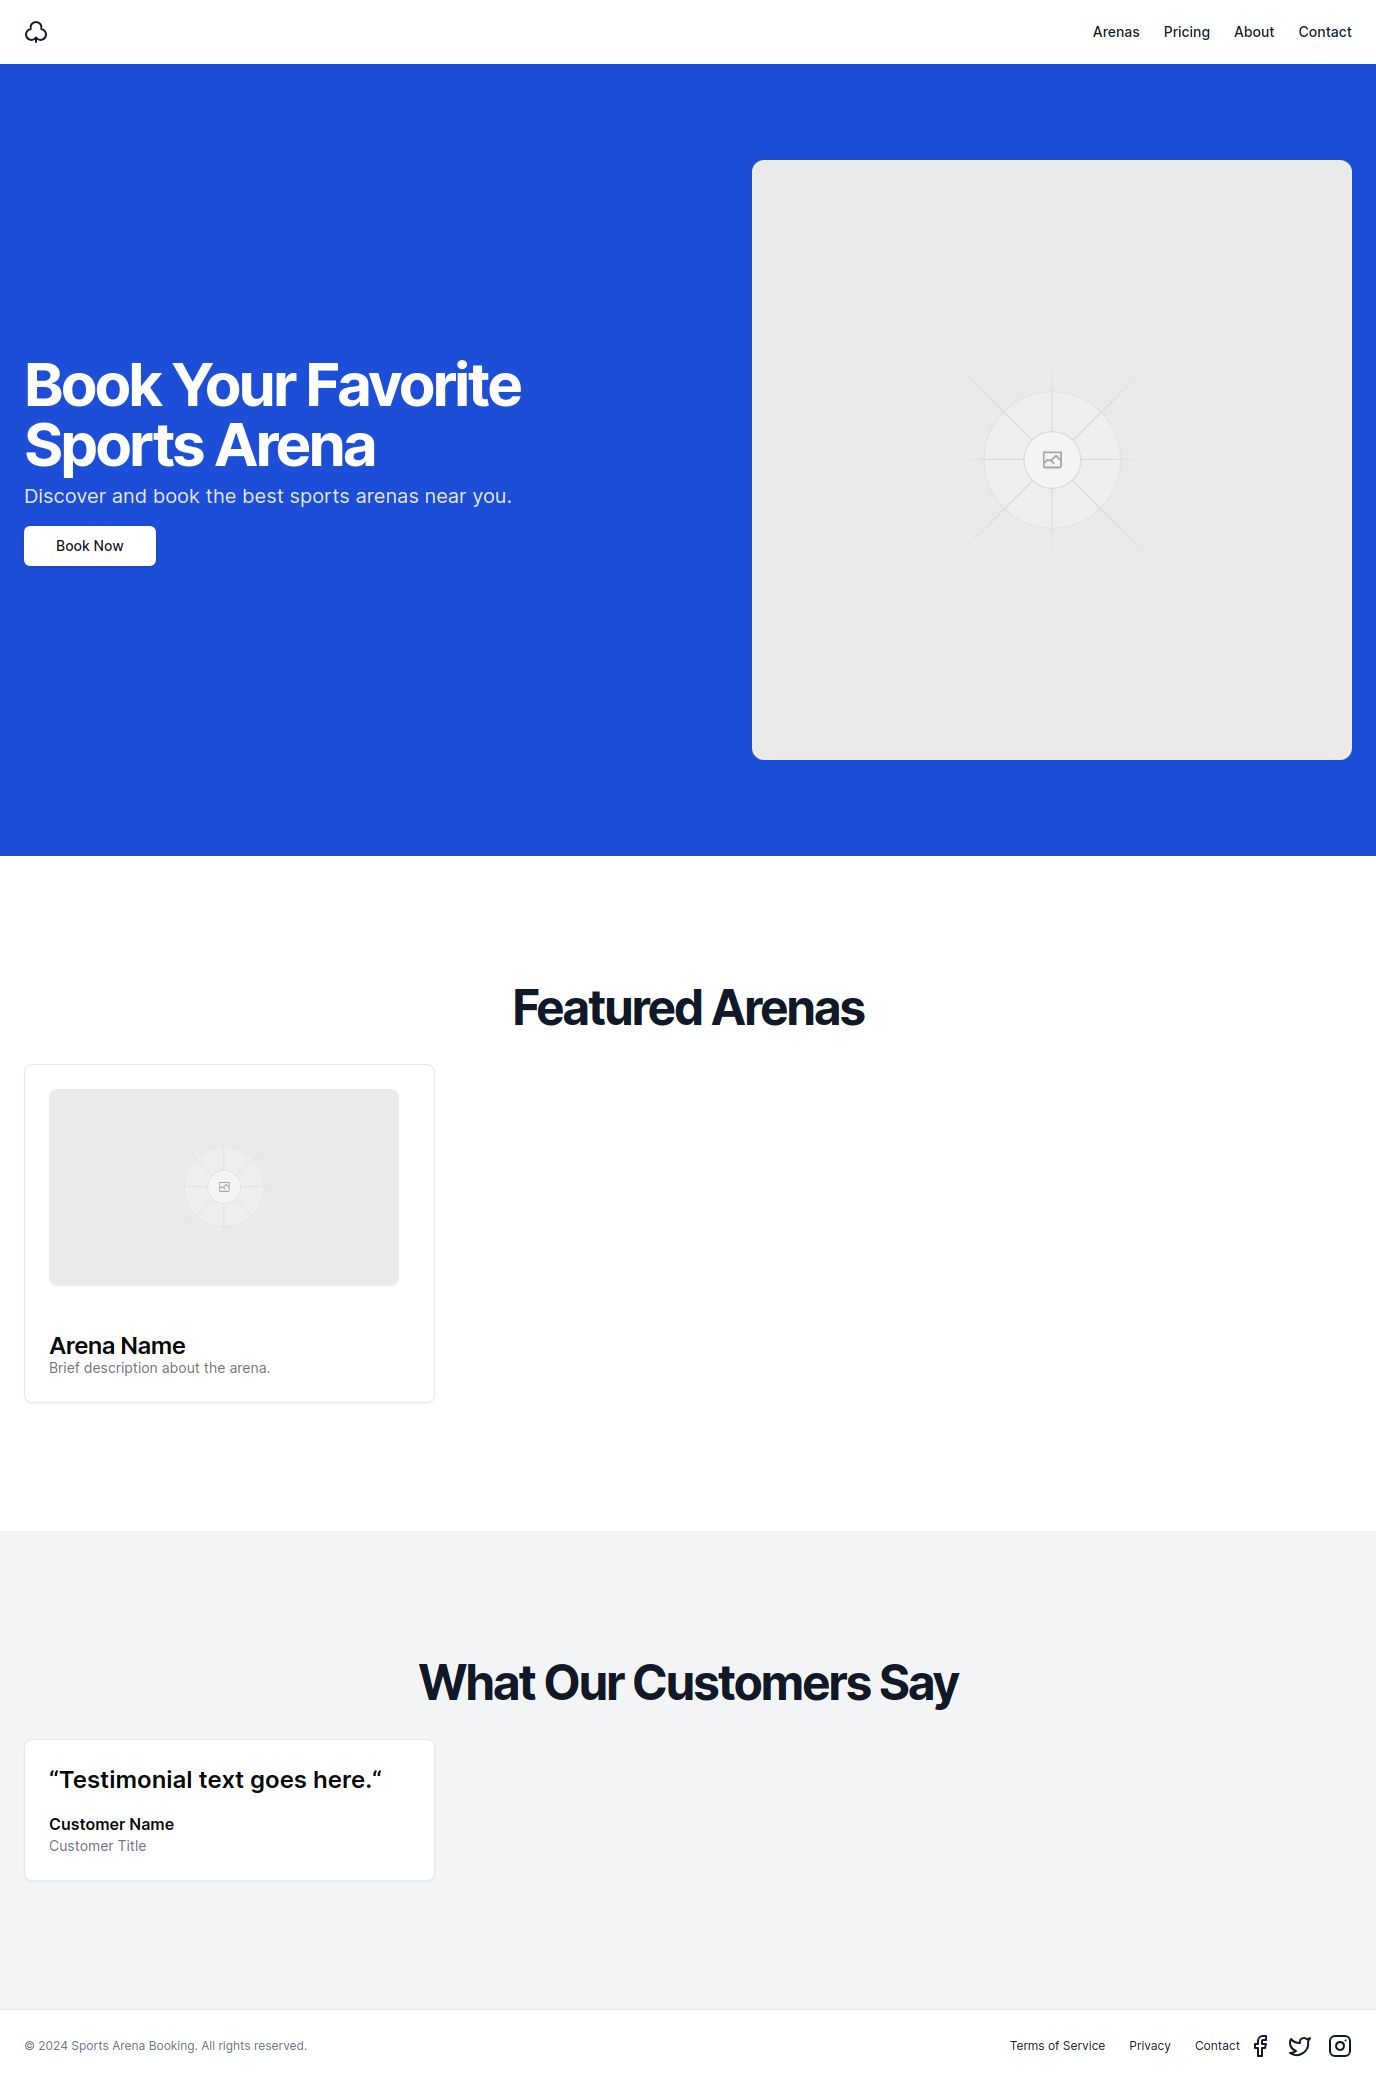 Arenas Pricing About Contact
Book Your Favorite
Sports Arena
Discover and book the best sports arenas near you.
Book Now
Featured Arenas
Arena Name
Brief description about the arena.
What Our Customers Say
“Testimonial text goes here.“
Customer Name
Customer Title
© 2024 Sports Arena Booking. All rights reserved. Terms of Service Privacy Contact